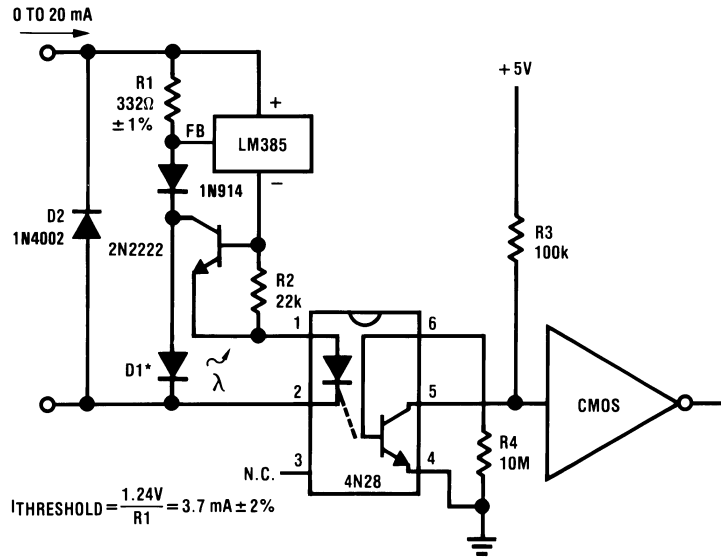 0 TO 20 mA
R1
332Ω
±1%
FB
+
LM385
−
+5V
1N914
D2
1N4002
2N2222
R2
22k
R3
100k
1
6
D1*
λ
2
5
CMOS
3
N.C.
4
4N28
R4
10M
ITHRESHOLD = 1.24V / R1 = 3.7 mA ± 2%